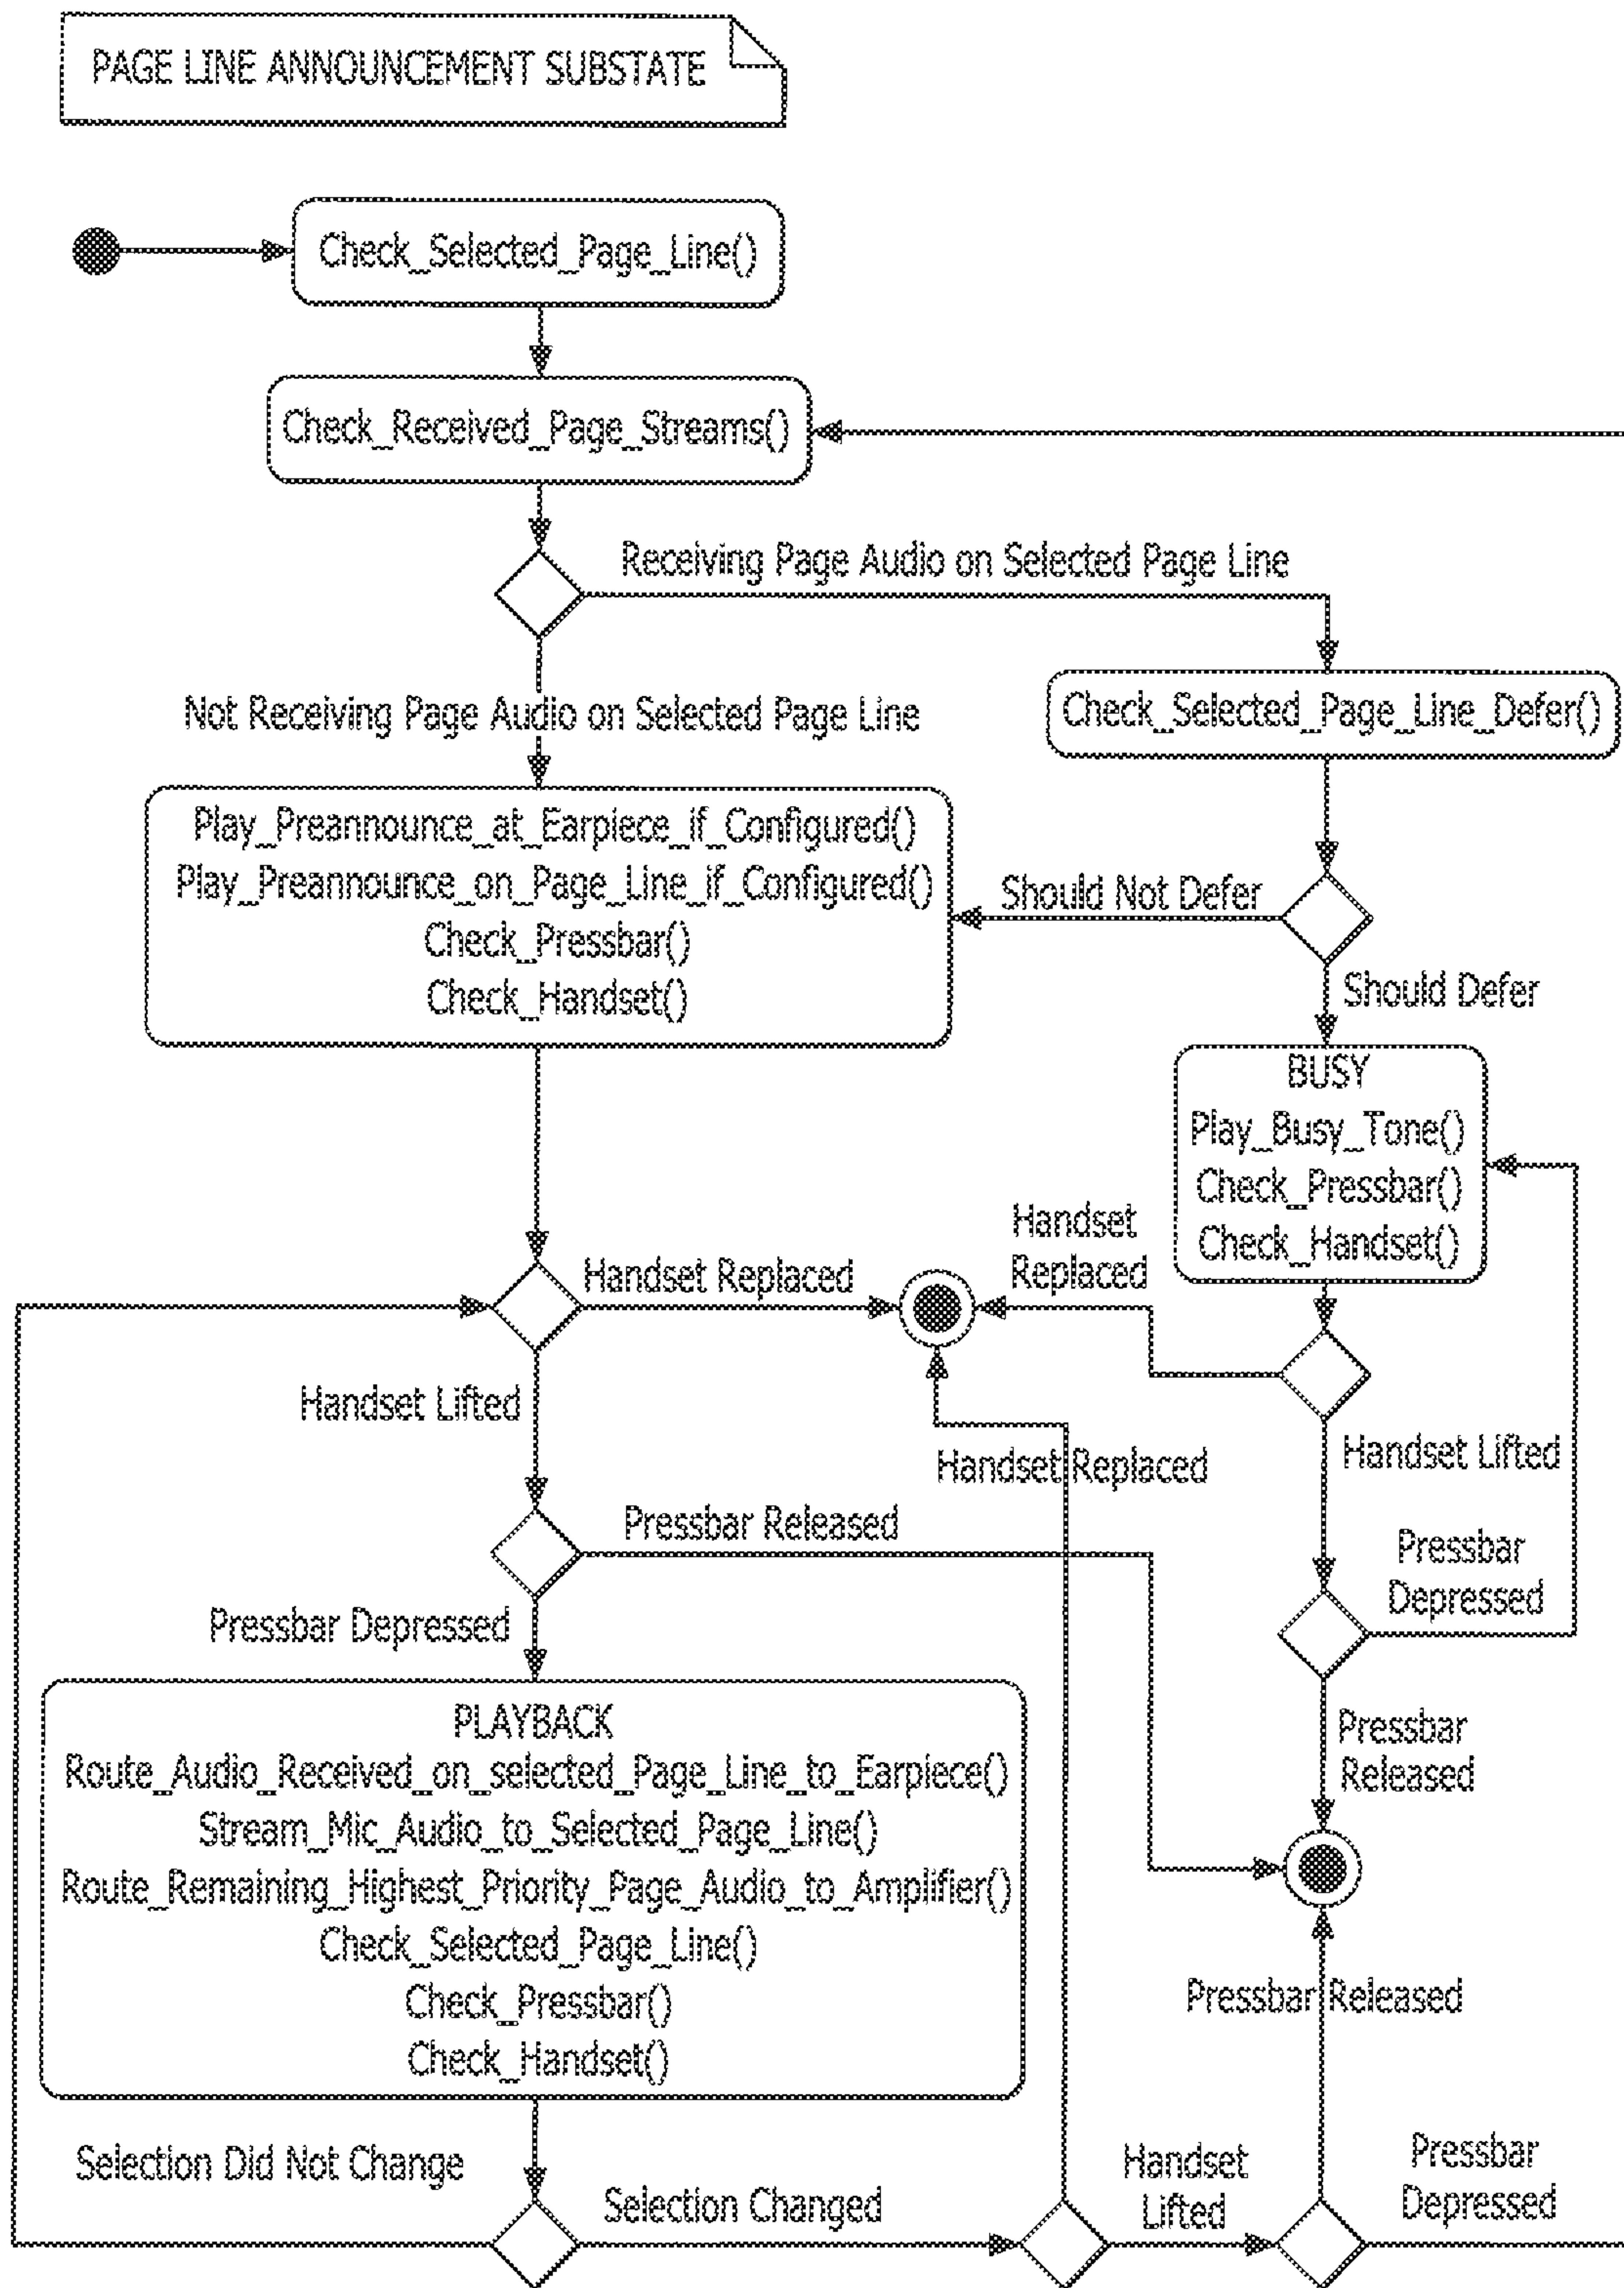 PAGE LINE ANNOUNCEMENT SUBSTATE
Check_Selected_Page_Line()
Check_Received_Page_Streams()
Receiving Page Audio on Selected Page Line
Not Receiving Page Audio on Selected Page Line
Check_Selected_Page_Line_Defer()
Play_Preannounce_at_Earpiece_if_Configured()
Play_Preannounce_on_Page_Line_if_Configured()
Check_Pressbar()
Check_Handset()
Should Not Defer
Should Defer
BUSY
Play_Busy_Tone()
Check_Pressbar()
Check_Handset()
Handset Replaced
Handset
Replaced
Handset Lifted
Handset Replaced
Handset Lifted
Pressbar Released
Pressbar
Depressed
Pressbar Depressed
Pressbar
Released
PLAYBACK
Route_Audio_Received_on_selected_Page_Line_to_Earpiece()
Stream_Mic_Audio_to_Selected_Page_Line()
Route_Remaining_Highest_Priority_Page_Audio_to_Amplifier()
Check_Selected_Page_Line()
Check_Pressbar()
Check_Handset()
Pressbar Released
Selection Did Not Change
Selection Changed
Handset
Lifted
Pressbar
Depressed